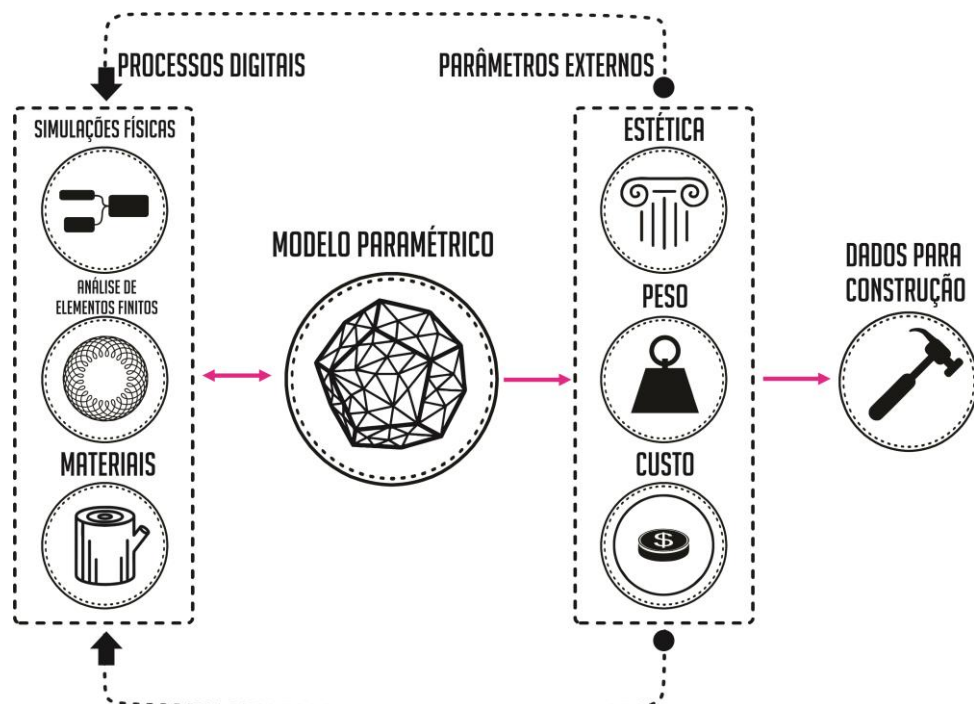 PROCESSOS DIGITAIS
PARÂMETROS EXTERNOS
SIMULAÇÕES FÍSICAS
ANÁLISE DE
ELEMENTOS FINITOS
MATERIAIS
MODELO PARAMÉTRICO
ESTÉTICA
PESO
CUSTO
$
DADOS PARA
CONSTRUÇÃO